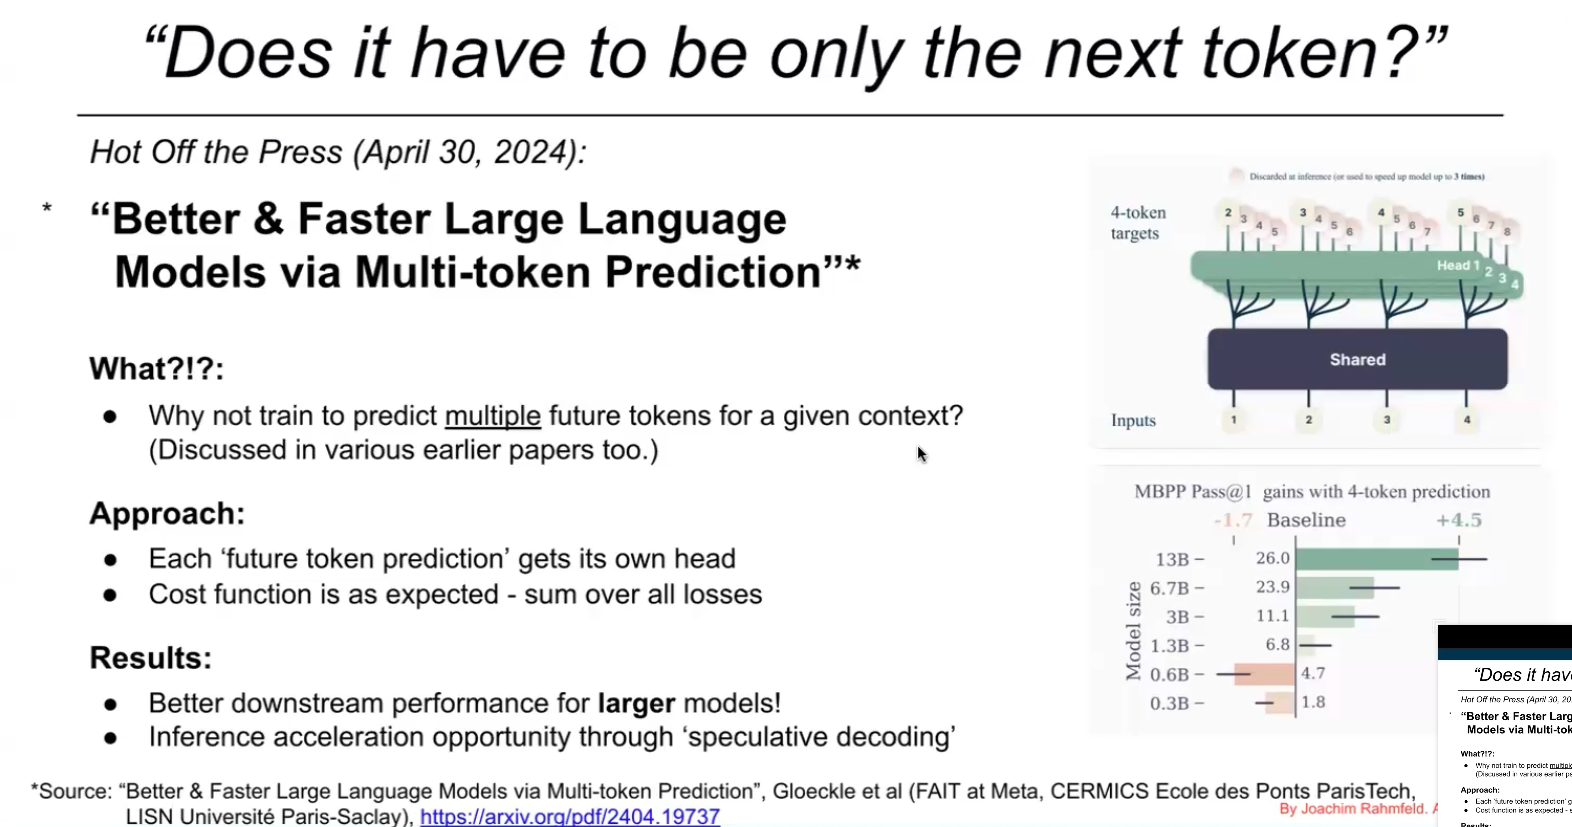 “Does it have to be only the next token?”
Hot Off the Press (April 30, 2024):
* “Better & Faster Large Language
Models via Multi-token Prediction”*
What?!?:
● Why not train to predict multiple future tokens for a given context?
(Discussed in various earlier papers too.)
Approach:
● Each ‘future token prediction’ gets its own head
● Cost function is as expected - sum over all losses
Results:
● Better downstream performance for larger models!
● Inference acceleration opportunity through ‘speculative decoding’
*Source: “Better & Faster Large Language Models via Multi-token Prediction”, Gloeckle et al (FAIT at Meta, CERMICS Ecole des Ponts ParisTech,
LISN Université Paris-Saclay), https://arxiv.org/pdf/2404.19737
By Joachim Rahmfeld.
Discarded at inference (or used to speed up model up to 3 times)
4-token
targets
2 3 4 5 3 4 5 6 4 5 6 7 5 6 7 8
Head 1 2 3 4
Shared
Inputs 1 2 3 4
MBPP Pass@1 gains with 4-token prediction
-1.7 Baseline +4.5
Model size
13B 26.0
6.7B 23.9
3B 11.1
1.3B 6.8
0.6B 4.7
0.3B 1.8
“Does it hav
Hot Off the Press (April 30, 20
“Better & Faster Larg
Models via Multi-tok
What?!?:
● Why not train to predict multipl
(Discussed in various earlier pa
Approach:
● Each ‘future token prediction’ g
● Cost function is as expected - s
Results: